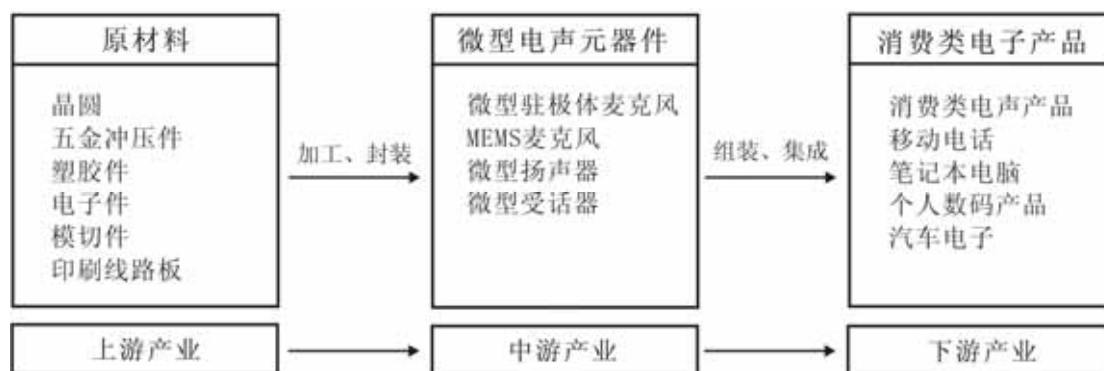 原材料
晶圆
五金冲压件
塑胶件
电子件
模切件
印刷线路板
加工、封装
微型电声元器件
微型驻极体麦克风
MEMS麦克风
微型扬声器
微型受话器
组装、集成
消费类电子产品
消费类电声产品
移动电话
笔记本电脑
个人数码产品
汽车电子
上游产业
中游产业
下游产业